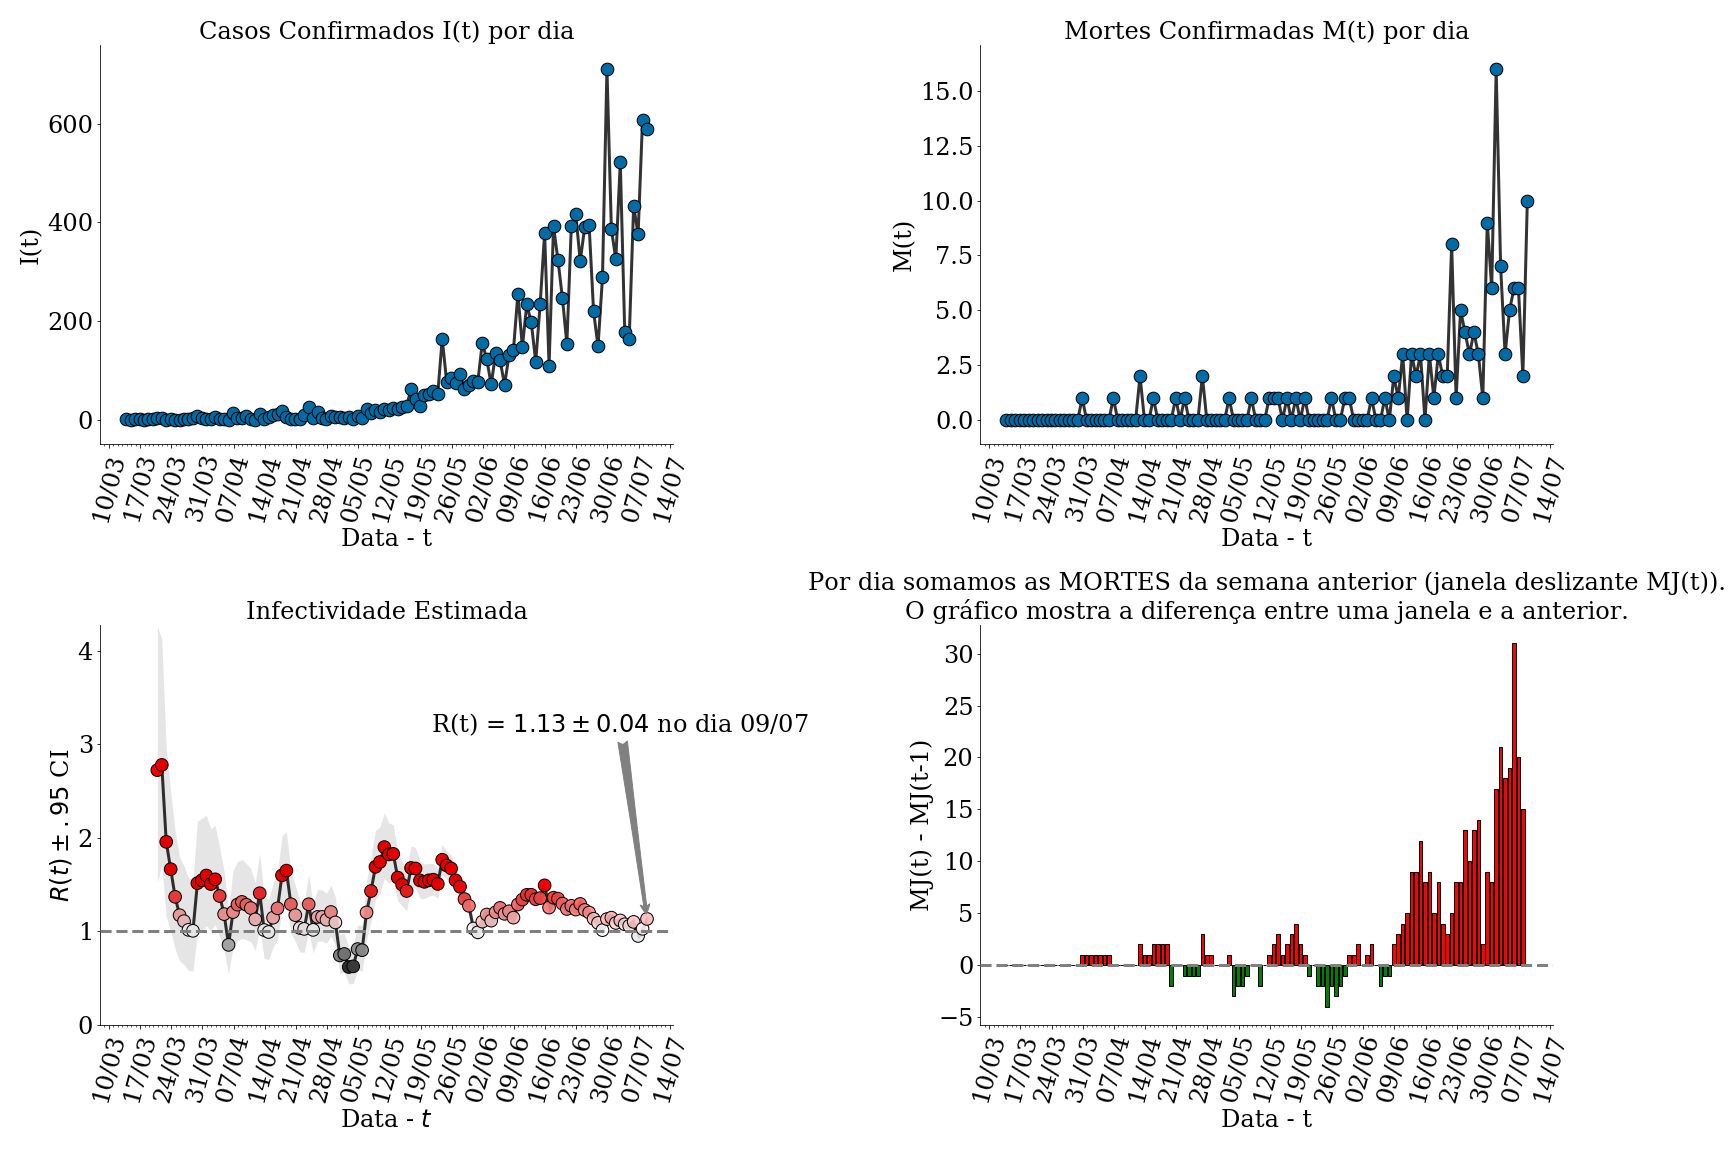 Casos Confirmados I(t) por dia
I(t)
600
400
200
0
10/03 17/03 24/03 31/03 07/04 14/04 21/04 28/04 05/05 12/05 19/05 26/05 02/06 09/06 16/06 23/06 30/06 07/07 14/07
Data - t
Mortes Confirmadas M(t) por dia
M(t)
15.0
12.5
10.0
7.5
5.0
2.5
0.0
10/03 17/03 24/03 31/03 07/04 14/04 21/04 28/04 05/05 12/05 19/05 26/05 02/06 09/06 16/06 23/06 30/06 07/07 14/07
Data - t
Infectividade Estimada
R(t) ± .95 CI
4
3
2
1
0
R(t) = 1.13 ± 0.04 no dia 09/07
10/03 17/03 24/03 31/03 07/04 14/04 21/04 28/04 05/05 12/05 19/05 26/05 02/06 09/06 16/06 23/06 30/06 07/07 14/07
Data - t
Por dia somamos as MORTES da semana anterior (janela deslizante MJ(t)).
O gráfico mostra a diferença entre uma janela e a anterior.
MJ(t) - MJ(t-1)
30
25
20
15
10
5
0
−5
10/03 17/03 24/03 31/03 07/04 14/04 21/04 28/04 05/05 12/05 19/05 26/05 02/06 09/06 16/06 23/06 30/06 07/07 14/07
Data - t